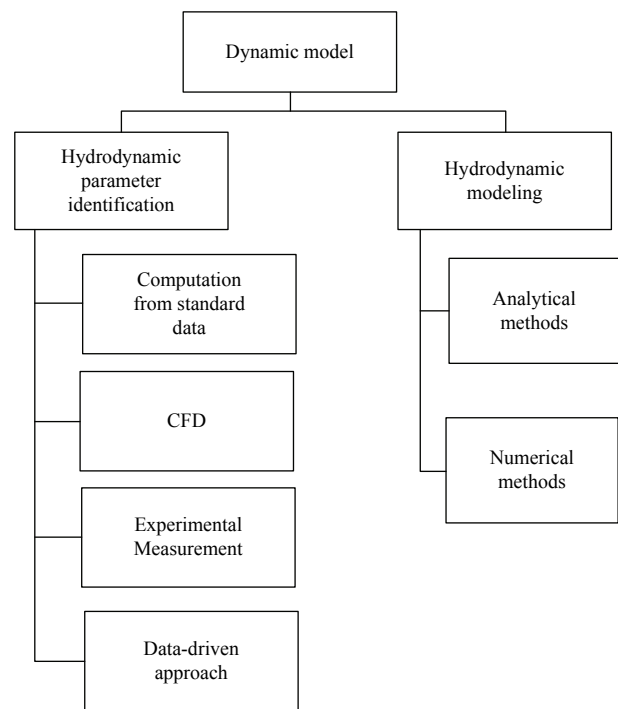 Dynamic model
Hydrodynamic
parameter
identification
Computation
from standard
data
CFD
Experimental
Measurement
Data-driven
approach
Hydrodynamic
modeling
Analytical
methods
Numerical
methods